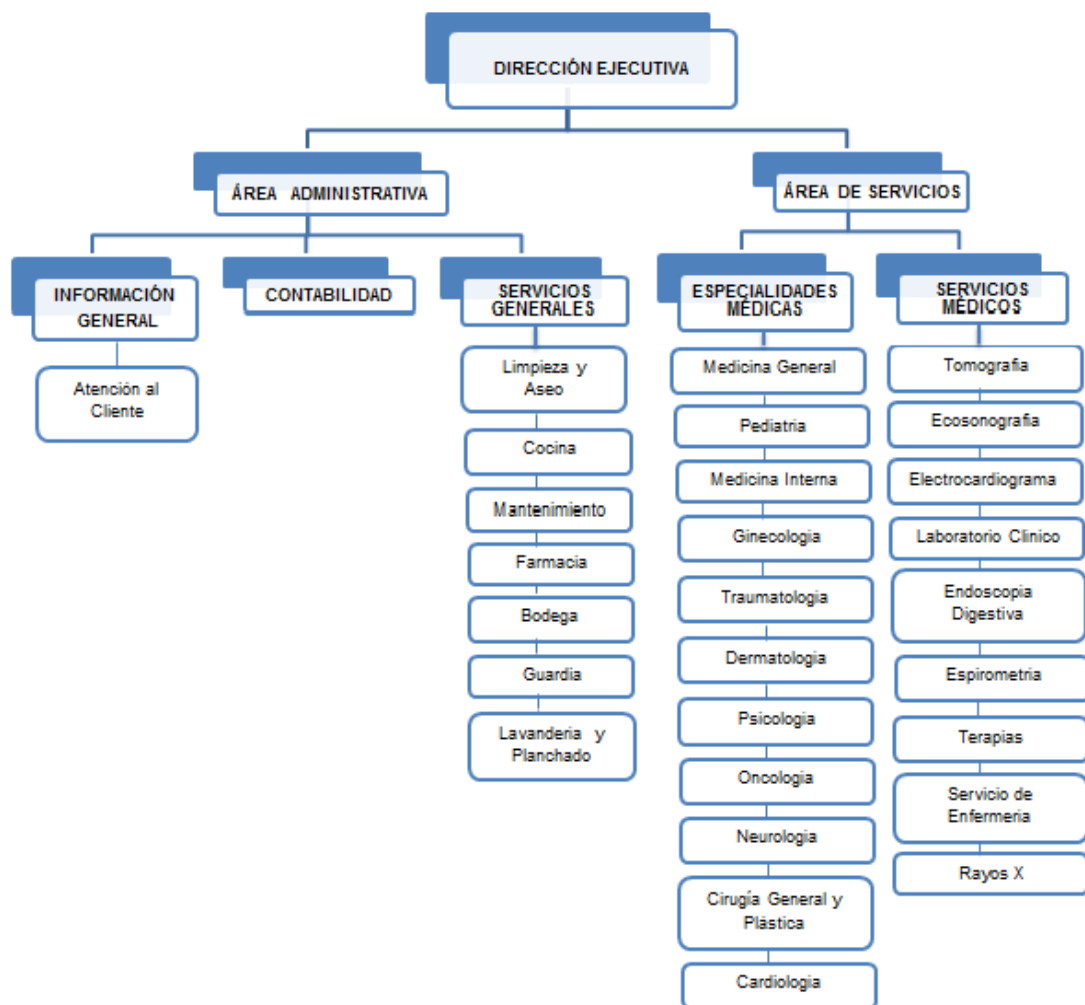 DIRECCIÓN EJECUTIVA
ÁREA ADMINISTRATIVA
ÁREA DE SERVICIOS
INFORMACIÓN
GENERAL
CONTABILIDAD
SERVICIOS
GENERALES
ESPECIALIDADES
MÉDICAS
SERVICIOS
MÉDICOS
Atención al
Cliente
Limpieza y
Aseo
Cocina
Mantenimiento
Farmacia
Bodega
Guardia
Lavanderia y
Planchado
Medicina General
Pediatria
Medicina Interna
Ginecologia
Traumatologia
Dermatologia
Psicologia
Oncologia
Neurologia
Cirugía General y
Plástica
Cardiologia
Tomografia
Ecosonografia
Electrocardiograma
Laboratorio Clinico
Endoscopia
Digestiva
Espirometria
Terapias
Servicio de
Enfermeria
Rayos X